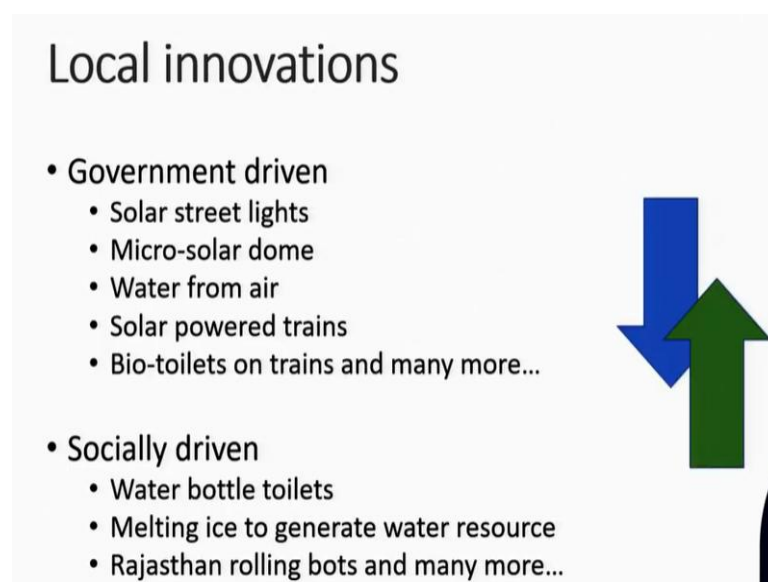 Local innovations
• Government driven
• Solar street lights
• Micro-solar dome
• Water from air
• Solar powered trains
• Bio-toilets on trains and many more...
• Socially driven
• Water bottle toilets
• Melting ice to generate water resource
• Rajasthan rolling bots and many more...